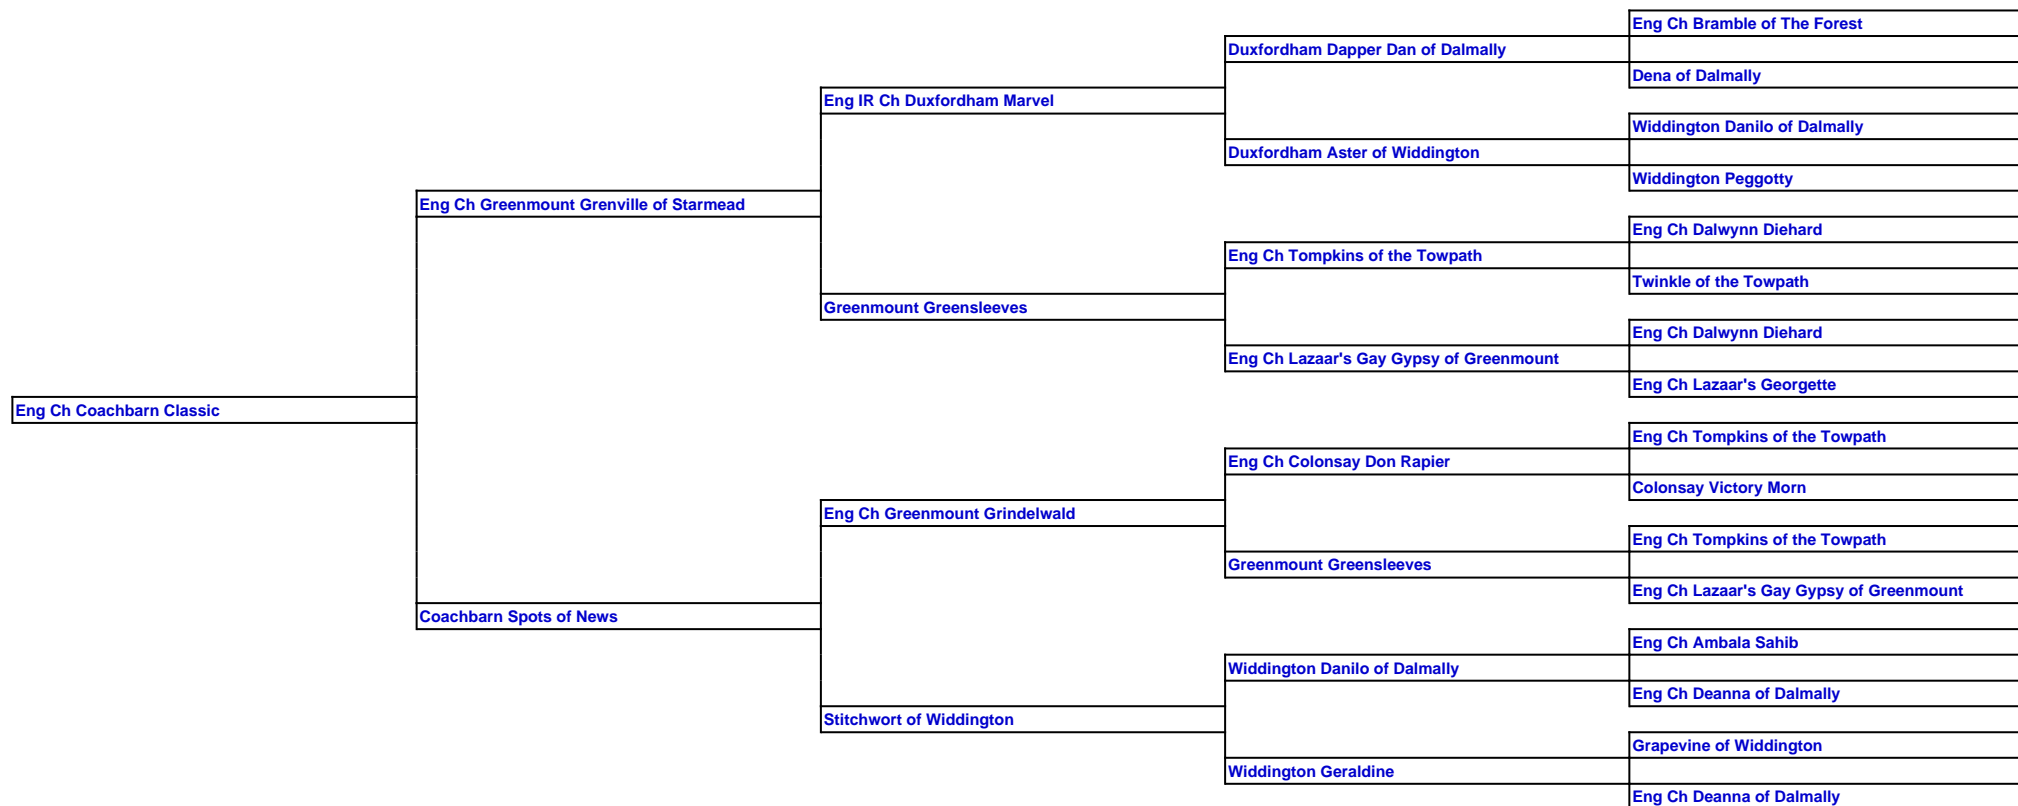 Eng Ch Bramble of The Forest
Duxfordham Dapper Dan of Dalmally
Dena of Dalmally
Eng IR Ch Duxfordham Marvel
Widdington Danilo of Dalmally
Duxfordham Aster of Widdington
Widdington Peggotty
Eng Ch Greenmount Grenville of Starmead
Eng Ch Dalwynn Diehard
Eng Ch Tompkins of the Towpath
Twinkle of the Towpath
Greenmount Greensleeves
Eng Ch Dalwynn Diehard
Eng Ch Lazaar's Gay Gypsy of Greenmount
Eng Ch Lazaar's Georgette
Eng Ch Coachbarn Classic
Eng Ch Tompkins of the Towpath
Eng Ch Colonsay Don Rapier
Colonsay Victory Morn
Eng Ch Greenmount Grindelwald
Eng Ch Tompkins of the Towpath
Greenmount Greensleeves
Eng Ch Lazaar's Gay Gypsy of Greenmount
Coachbarn Spots of News
Eng Ch Ambala Sahib
Widdington Danilo of Dalmally
Eng Ch Deanna of Dalmally
Stitchwort of Widdington
Grapevine of Widdington
Widdington Geraldine
Eng Ch Deanna of Dalmally